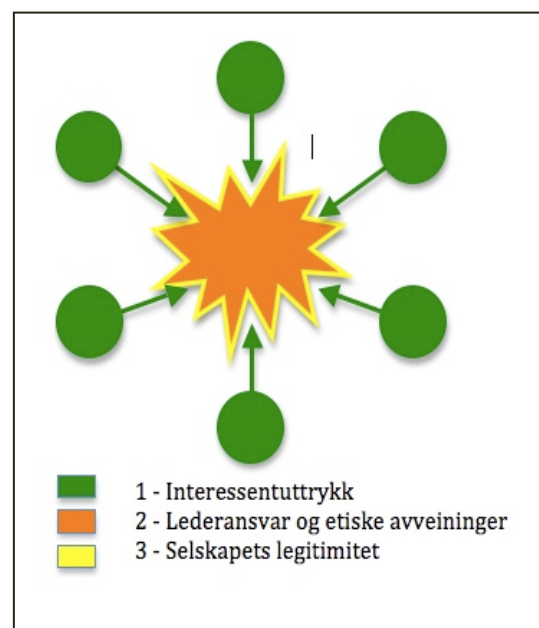 1 - Interessentuttrykk
2 - Lederansvar og etiske avveininger
3 - Selskapets legitimitet